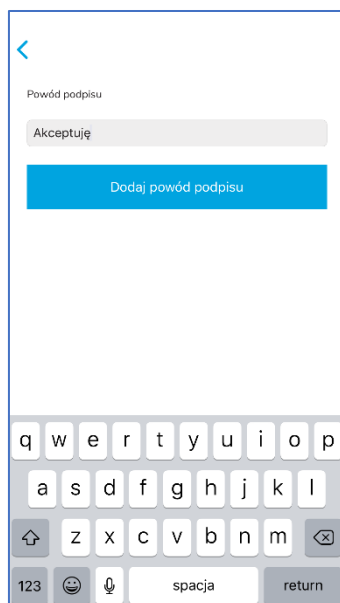 Powód podpisu
Akceptuję
Dodaj powód podpisu
q w e r t y u i o p
a s d f g h j k l
z x c v b n m
123 spacja return